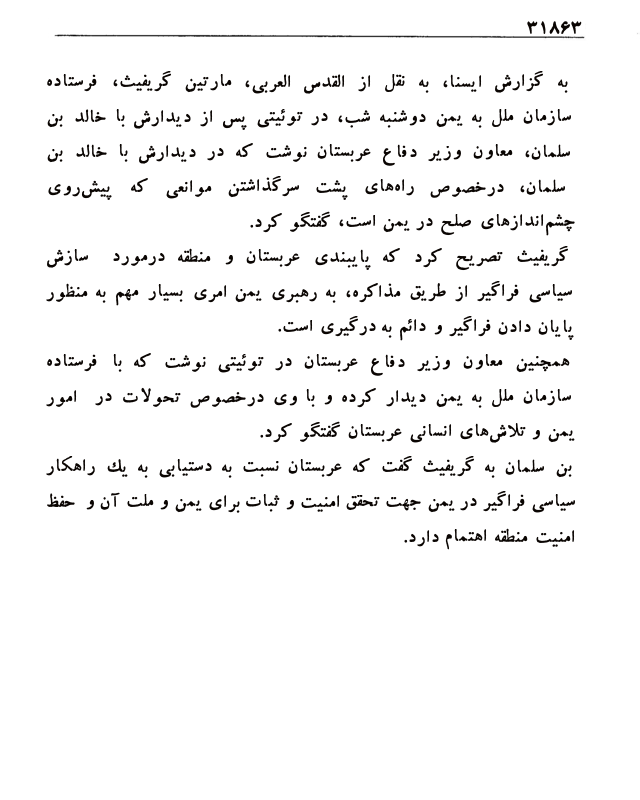 ۳۱۸۶۳
به گزارش ایسنا، به نقل از القدس العربی، مارتین گریفیث، فرستاده
سازمان ملل به یمن دوشنبه شب، در توئیتی پس از دیدارش با خالد بن
سلمان، معاون وزیر دفاع عربستان نوشت که در دیدارش با خالد بن
سلمان، درخصوص راه‌های پشت سرگذاشتن موانعی که پیش‌روی
چشم‌اندازهای صلح در یمن است، گفتگو کرد.
گریفیث تصریح کرد که پایبندی عربستان و منطقه درمورد سازش
سیاسی فراگیر از طریق مذاکره، به رهبری یمن امری بسیار مهم به منظور
پایان دادن فراگیر و دائم به درگیری است.
همچنین معاون وزیر دفاع عربستان در توئیتی نوشت که با فرستاده
سازمان ملل به یمن دیدار کرده و با وی درخصوص تحولات در امور
یمن و تلاش‌های انسانی عربستان گفتگو کرد.
بن سلمان به گریفیث گفت که عربستان نسبت به دستیابی به یك راهکار
سیاسی فراگیر در یمن جهت تحقق امنیت و ثبات برای یمن و ملت آن و حفظ
امنیت منطقه اهتمام دارد.